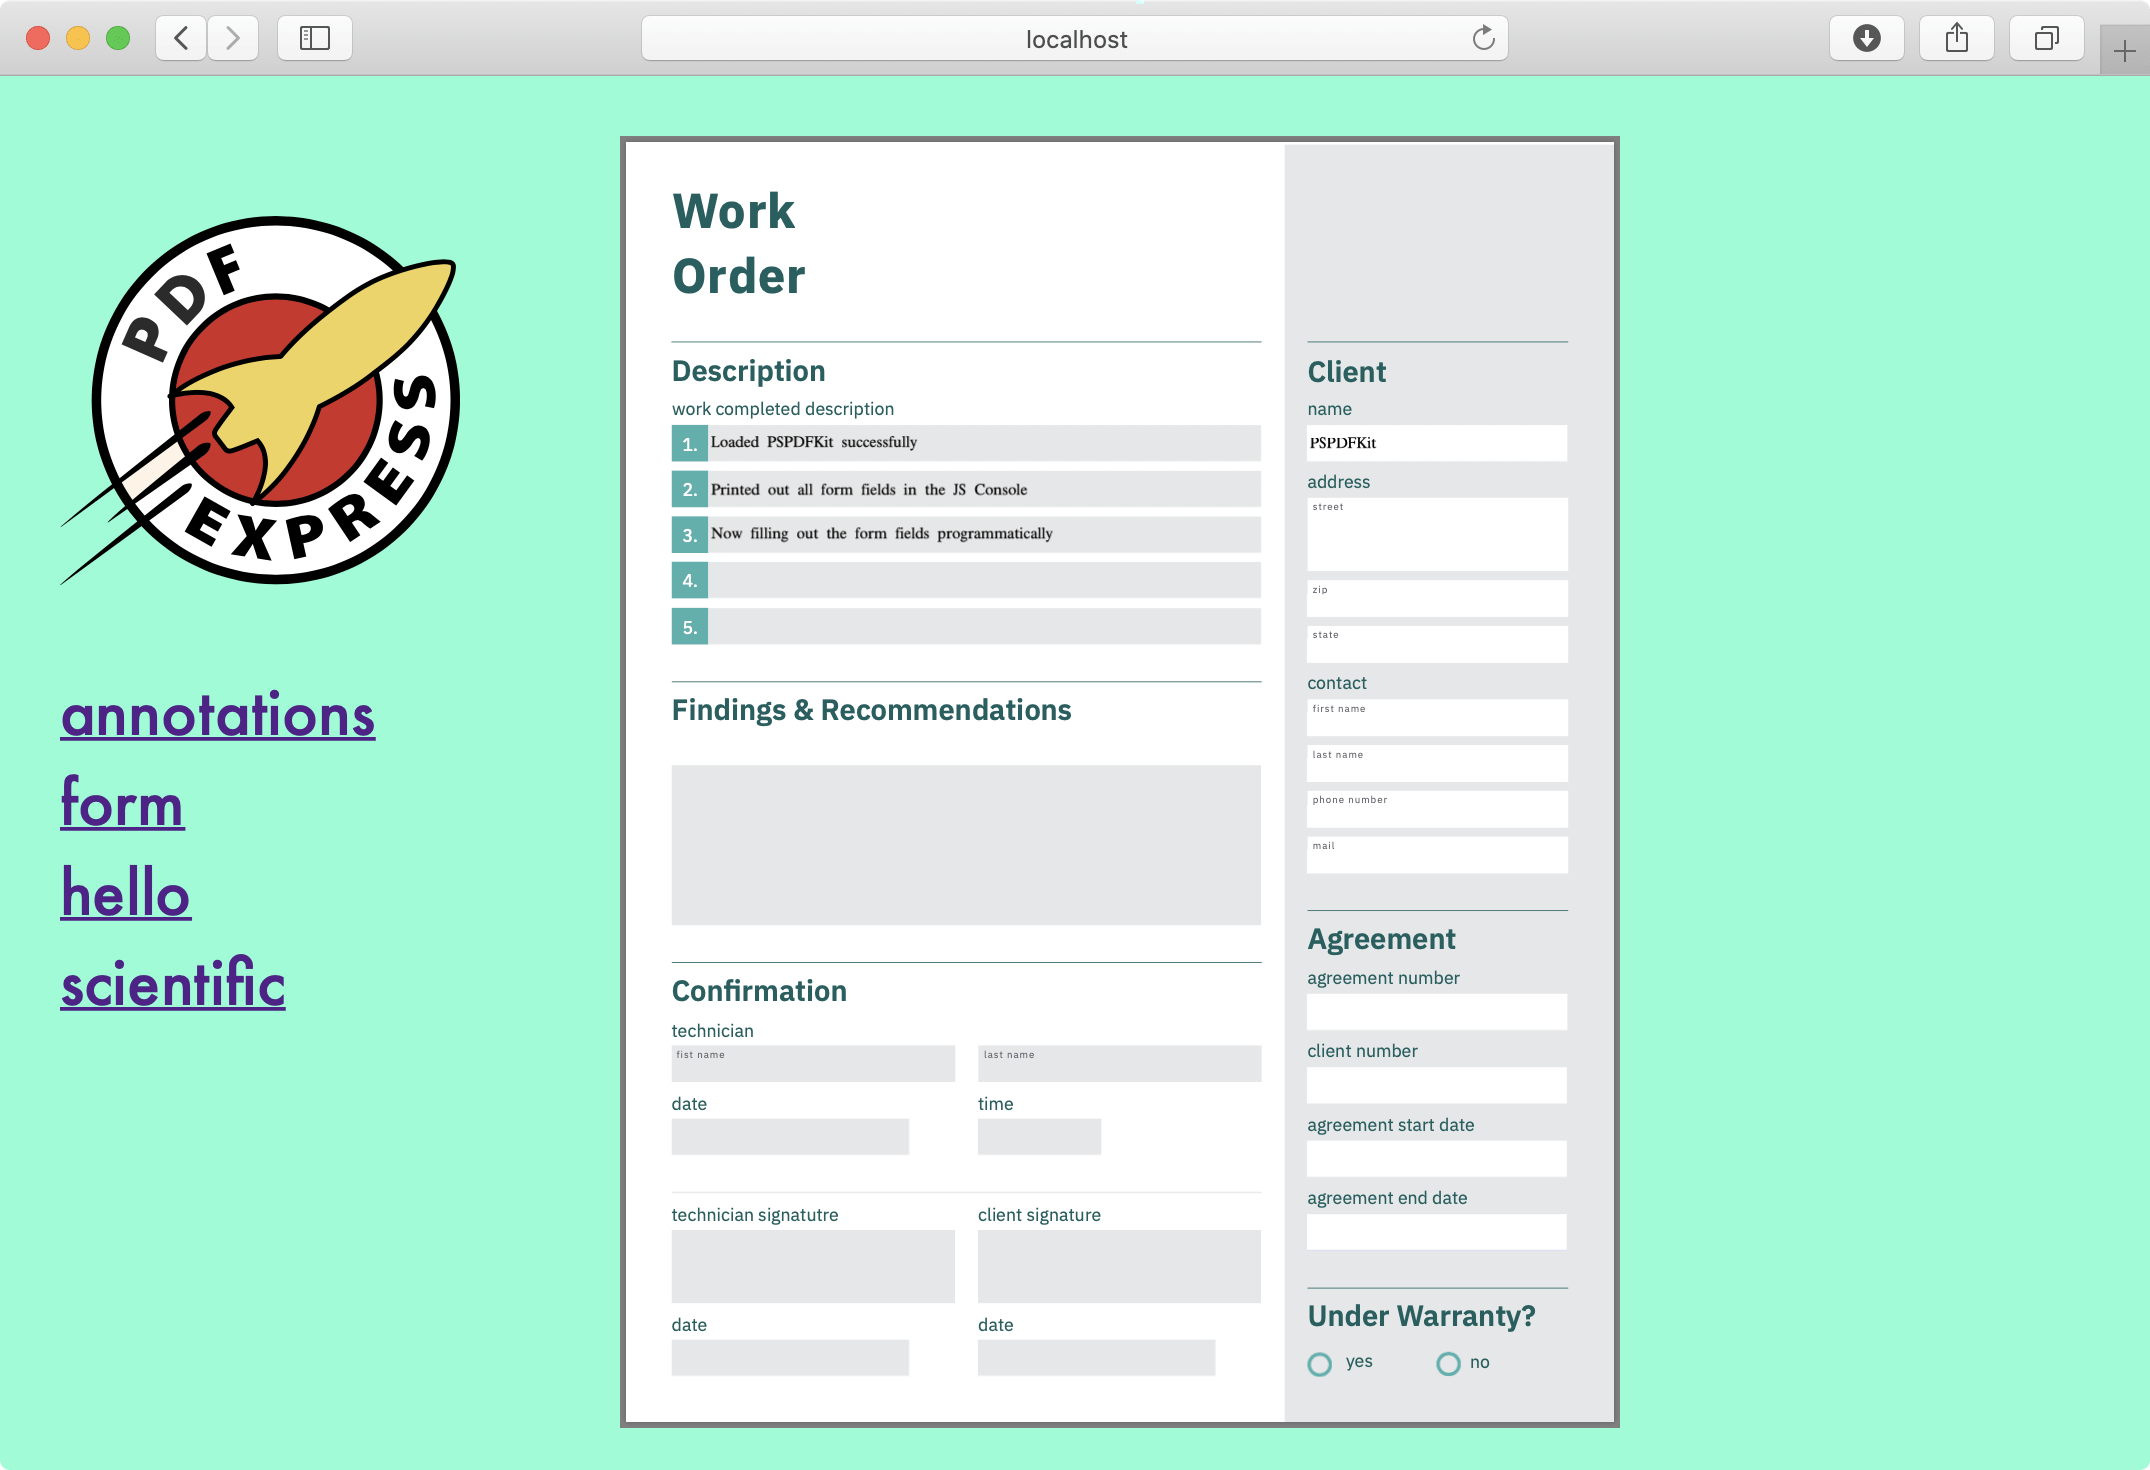 localhost
PDF
EXPRESS
annotations
form
hello
scientific
Work
Order
Description
work completed description
1. Loaded PSPDFKit successfully
2. Printed out all form fields in the JS Console
3. Now filling out the form fields programmatically
4.
5.
Findings & Recommendations
Confirmation
technician
fist name
last name
date
time
technician signatutre
client signature
date
date
Client
name
PSPDFKit
address
street
zip
state
contact
first name
last name
phone number
mail
Agreement
agreement number
client number
agreement start date
agreement end date
Under Warranty?
yes
no